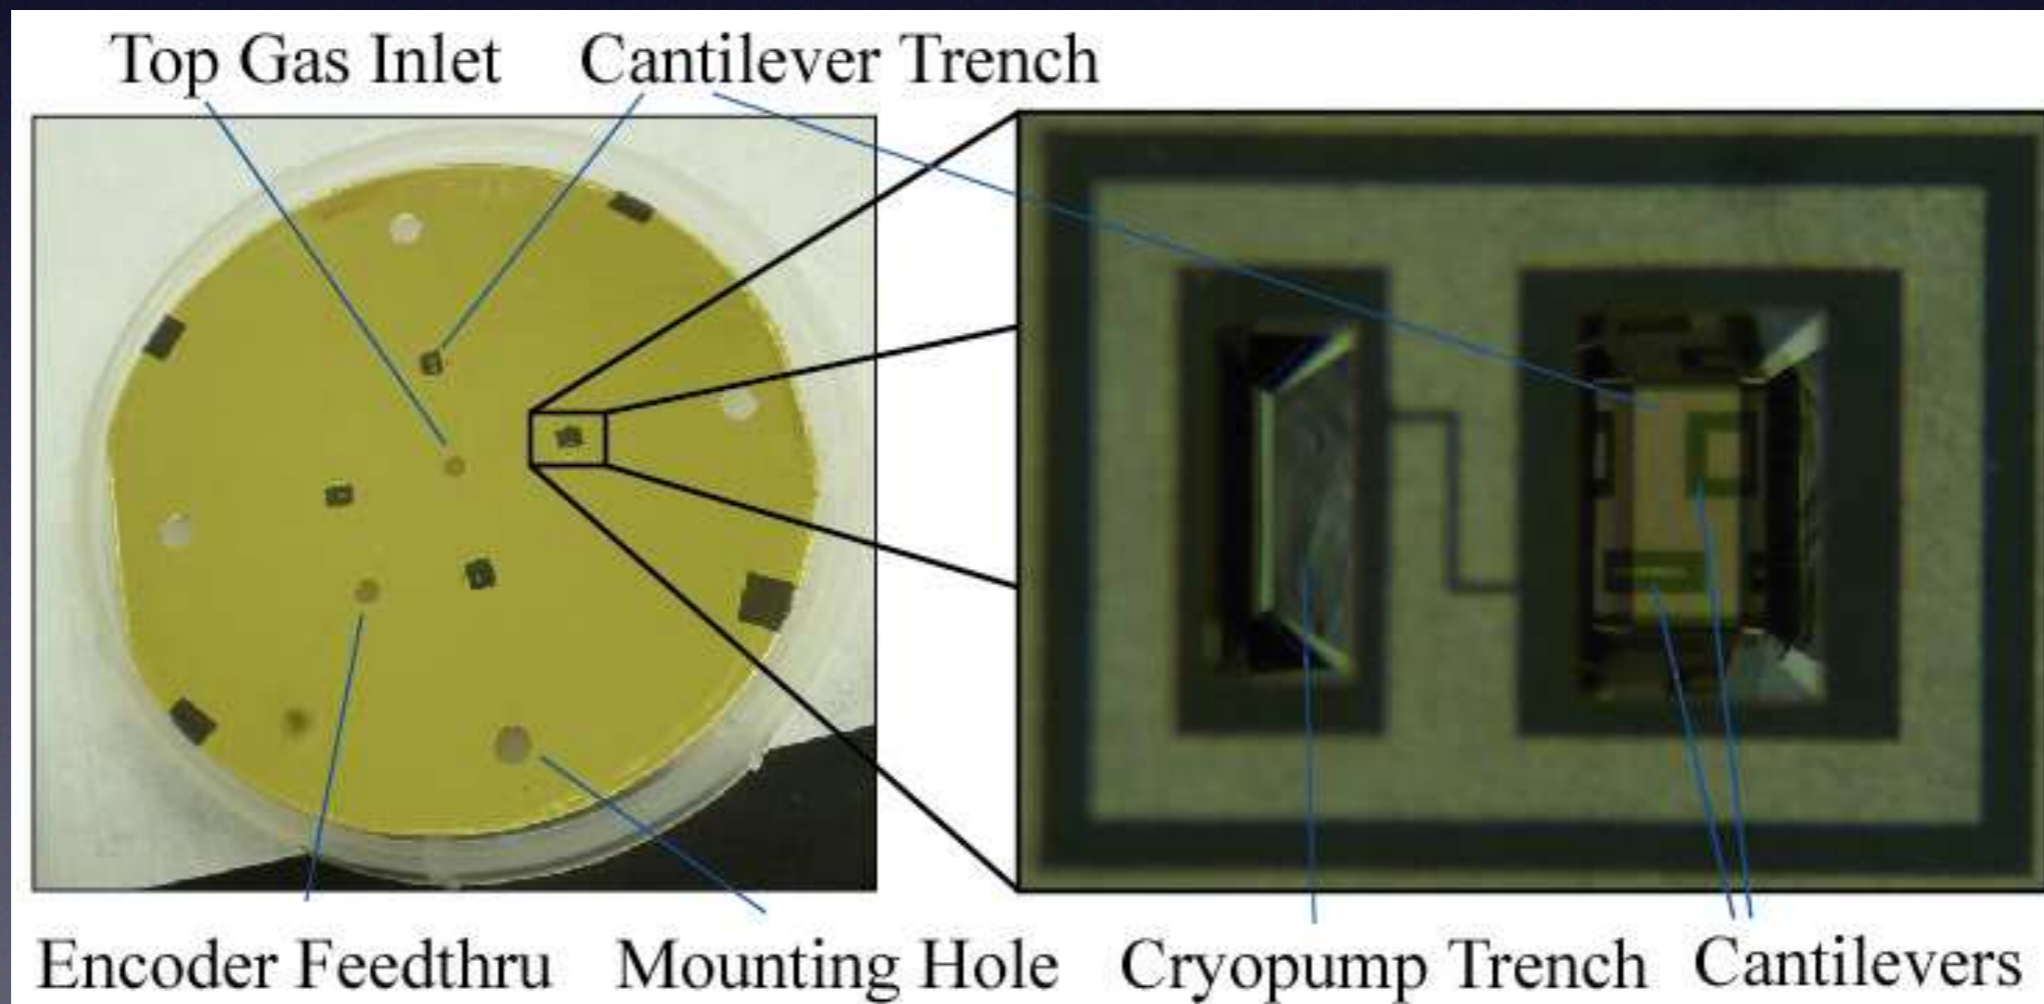 Top Gas Inlet
Cantilever Trench
Encoder Feedthru
Mounting Hole
Cryopump Trench
Cantilevers